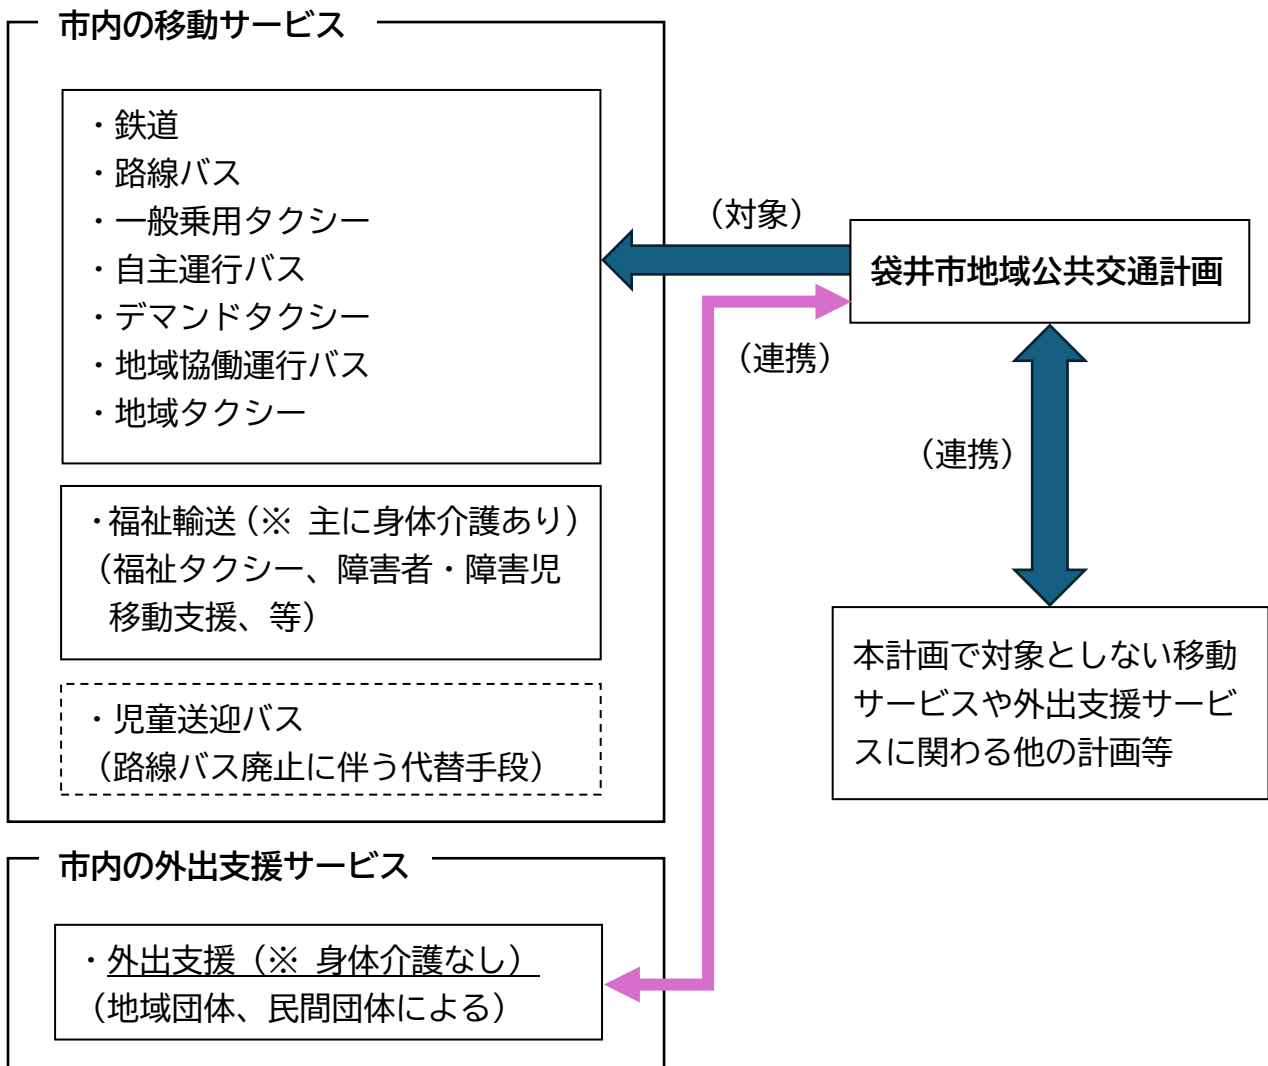 市内の移動サービス
・鉄道
・路線バス
・一般乗用タクシー
・自主運行バス
・デマンドタクシー
・地域協働運行バス
・地域タクシー
・福祉輸送(※ 主に身体介護あり)
(福祉タクシー、障害者・障害児
移動支援、等)
・児童送迎バス
(路線バス廃止に伴う代替手段)
市内の外出支援サービス
・外出支援(※ 身体介護なし)
(地域団体、民間団体による)
(対象)
袋井市地域公共交通計画
(連携)
(連携)
本計画で対象としない移動
サービスや外出支援サービ
スに関わる他の計画等